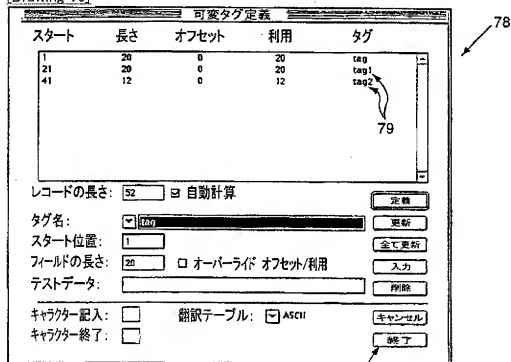 可変タグ定義
78
スタート 長さ オフセット 利用 タグ
1 20 0 20 tag
21 20 0 20 tag1
41 12 0 12 tag2
79
レコードの長さ: 52 自動計算
定義
タグ名: tag
更新
スタート位置: 1
全て更新
フィールドの長さ: 20 オーバーライド オフセット/利用
入力
テストデータ:
削除
キャラクター記入: 翻訳テーブル: ASCII
キャンセル
キャラクター終了:
終了